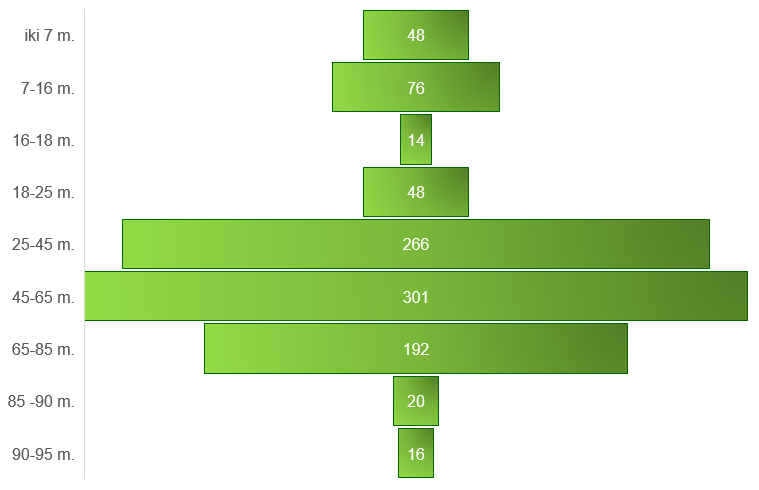 iki 7 m. 48
7-16 m. 76
16-18 m. 14
18-25 m. 48
25-45 m. 266
45-65 m. 301
65-85 m. 192
85 -90 m. 20
90-95 m. 16